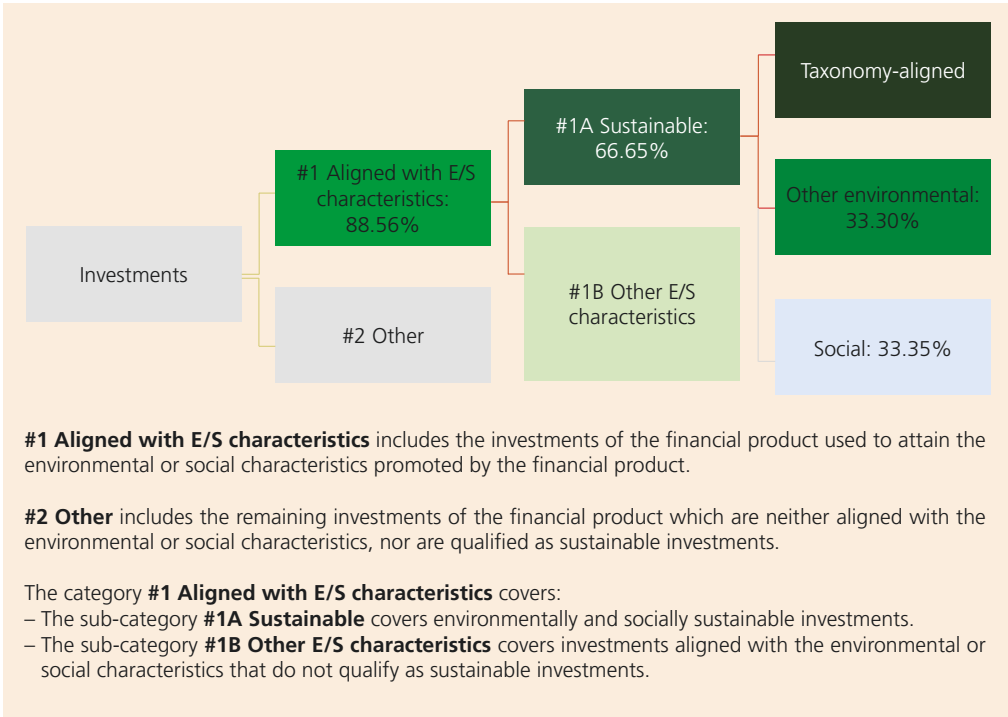 Investments
#1 Aligned with E/S
characteristics:
88.56%
#2 Other
#1A Sustainable:
66.65%
#1B Other E/S
characteristics
Taxonomy-aligned
Other environmental:
33.30%
Social: 33.35%
#1 Aligned with E/S characteristics includes the investments of the financial product used to attain the
environmental or social characteristics promoted by the financial product.
#2 Other includes the remaining investments of the financial product which are neither aligned with the
environmental or social characteristics, nor are qualified as sustainable investments.
The category #1 Aligned with E/S characteristics covers:
– The sub-category #1A Sustainable covers environmentally and socially sustainable investments.
– The sub-category #1B Other E/S characteristics covers investments aligned with the environmental or
social characteristics that do not qualify as sustainable investments.